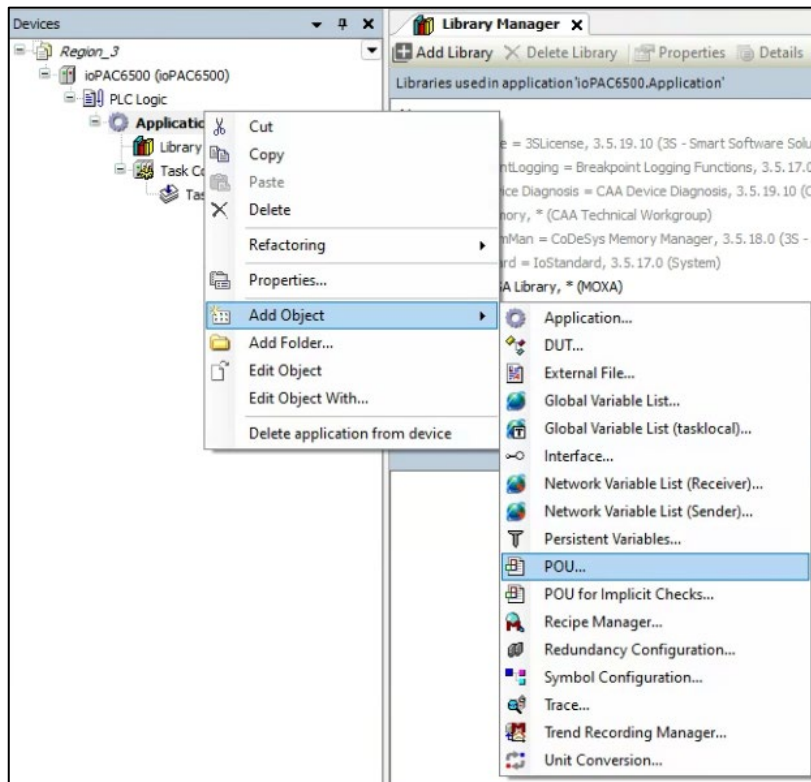 Devices
Region_3
ioPAC6500 (ioPAC6500)
PLC Logic
Application
Library
Task
Cut
Copy
Paste
Delete
Refactoring
Properties...
Add Object
Add Folder...
Edit Object
Edit Object With...
Delete application from device
Library Manager
Add Library Delete Library Properties Details
Libraries used in application 'ioPAC6500.Application'
= 3SLicense, 3.5.19.10 (3S - Smart Software Solu
ntLogging = Breakpoint Logging Functions, 3.5.17.0
ice Diagnosis = CAA Device Diagnosis, 3.5.19.10 (C
ory, * (CAA Technical Workgroup)
mMan = CoDeSys Memory Manager, 3.5.18.0 (3S -
rd = IoStandard, 3.5.17.0 (System)
A Library, * (MOXA)
Application...
DUT...
External File...
Global Variable List...
Global Variable List (tasklocal)...
Interface...
Network Variable List (Receiver)...
Network Variable List (Sender)...
Persistent Variables...
POU...
POU for Implicit Checks...
Recipe Manager...
Redundancy Configuration...
Symbol Configuration...
Trace...
Trend Recording Manager...
Unit Conversion...